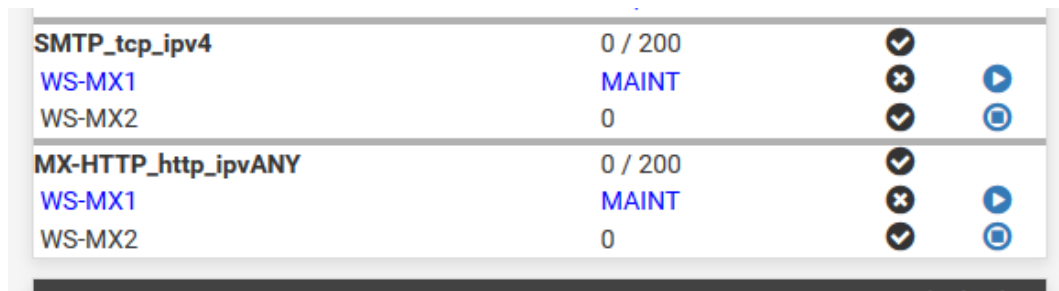 SMTP_tcp_ipv4 0 / 200
WS-MX1 MAINT
WS-MX2 0
MX-HTTP_http_ipvANY 0 / 200
WS-MX1 MAINT
WS-MX2 0